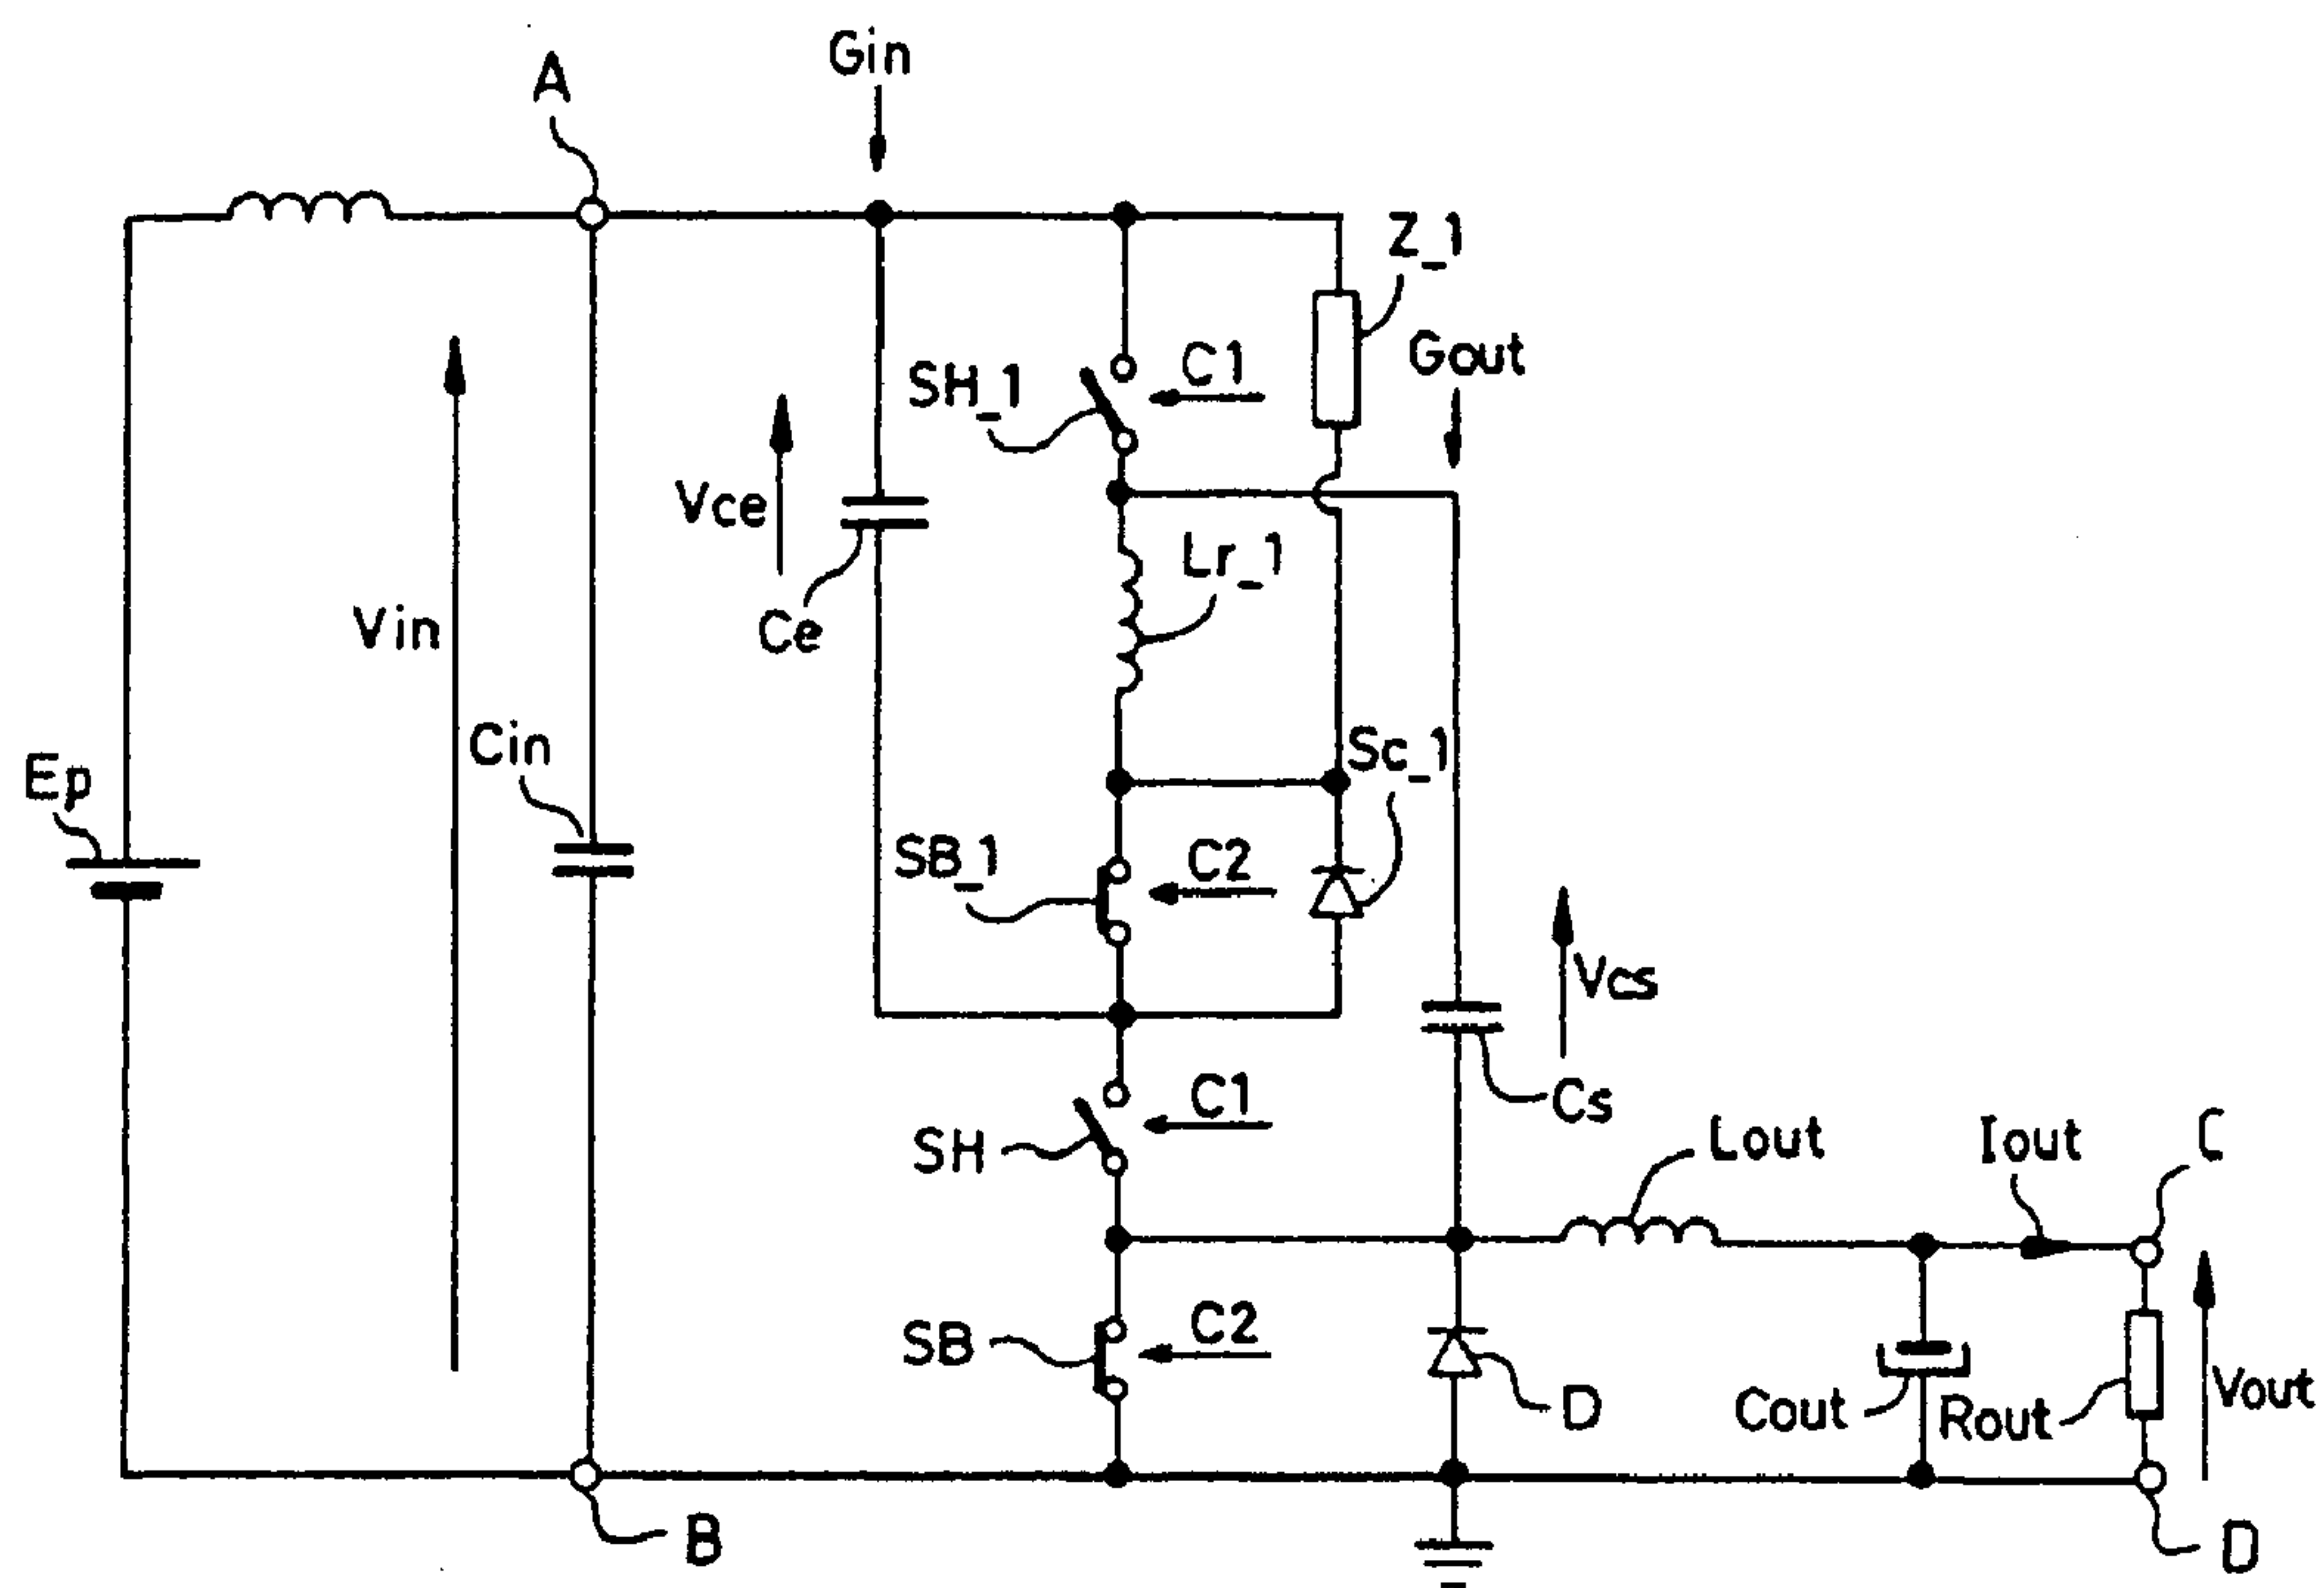 Gin
A
Z_1
C1
Gout
SH_1
Vce
Lr_1
Ce
Vin
Cin
Sc_1
Ep
SB_1
C2
Vcs
C1
Cs
SH
Lout
Iout
C
C2
SB
D
Cout
Rout
Vout
B
D